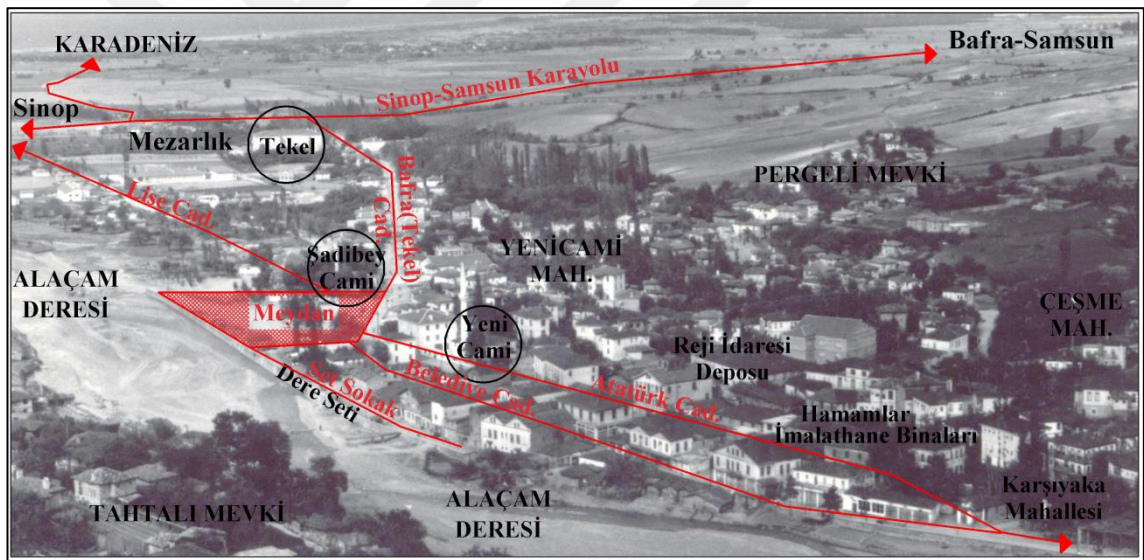 KARADENİZ
Bafra-Samsun
Sinop-Samsun Karayolu
Sinop
Mezarlık
Tekel
Bafra(Tekel)
Cad.
PERGELİ MEVKİ
Lise Cad.
Sadibey
Cami
YENİCAMİ
MAH.
ALAÇAM
DERESİ
Meydan
ÇEŞME
MAH.
Yeni
Cami
Reji İdaresi
Deposu
Set Sokak
Dere Seti
Belediye Cad.
Atatürk Cad.
Hamamlar
İmalathane Binaları
Karşıyaka
Mahallesi
TAHTALI MEVKİ
ALAÇAM
DERESİ